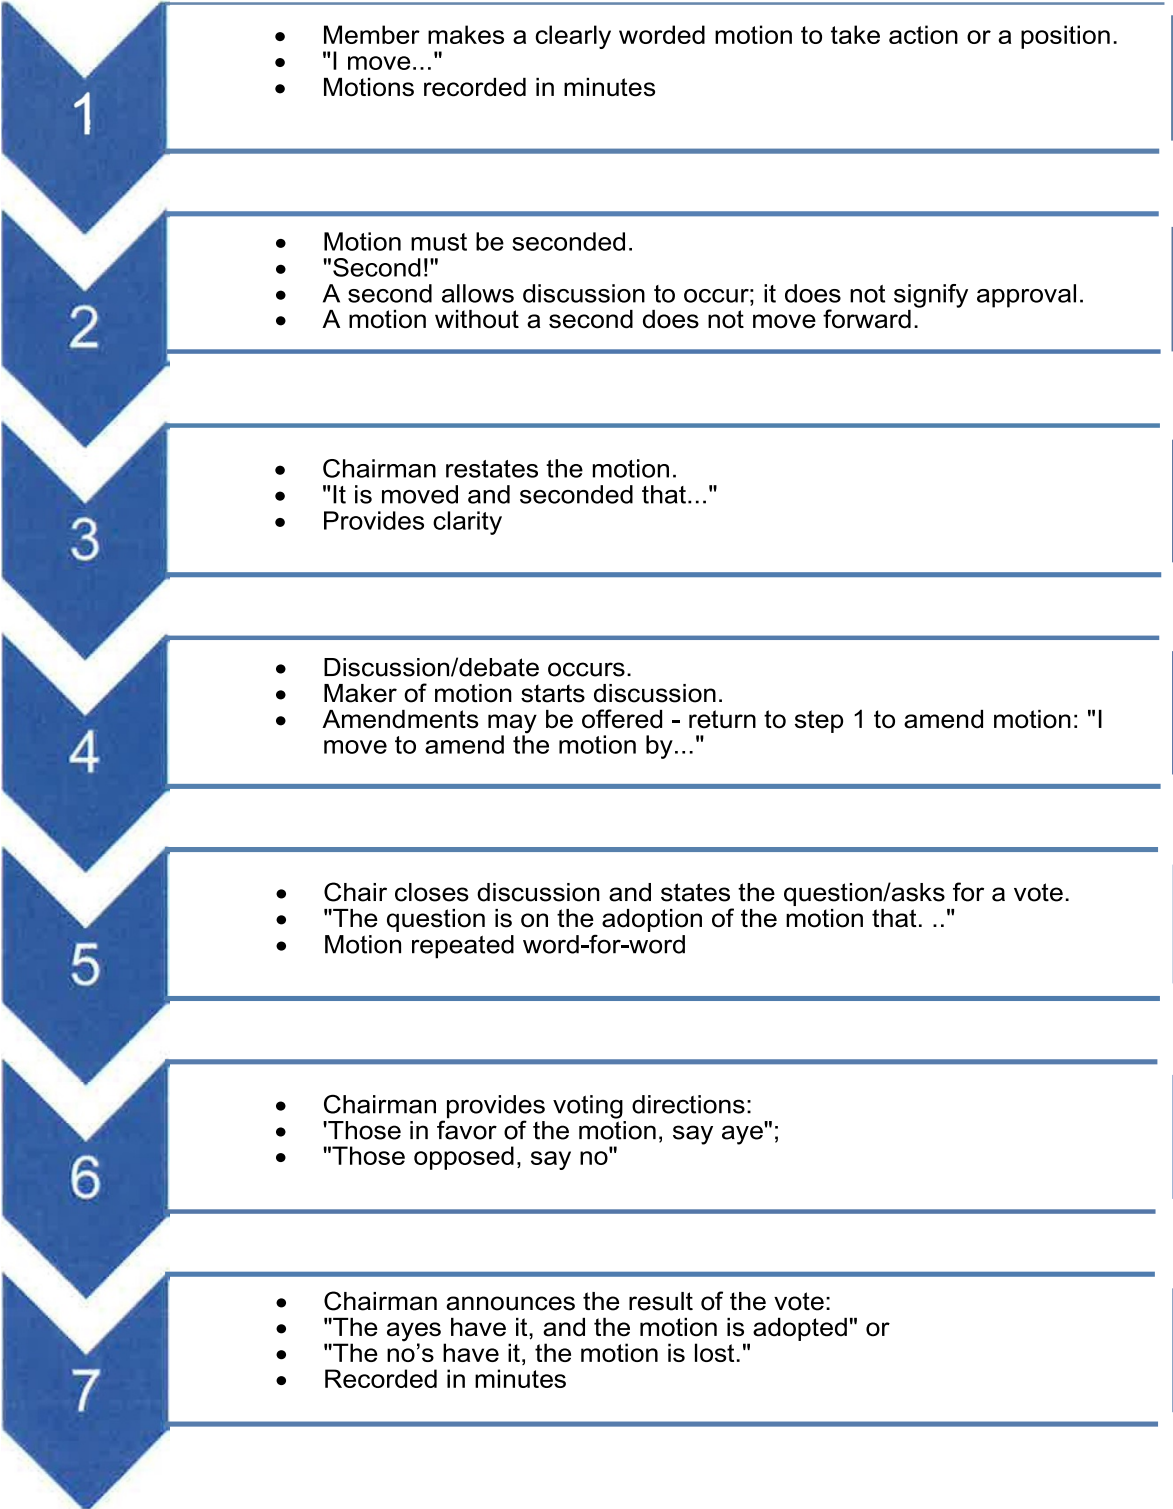 1
• Member makes a clearly worded motion to take action or a position.
• "I move..."
• Motions recorded in minutes
2
• Motion must be seconded.
• "Second!"
• A second allows discussion to occur; it does not signify approval.
• A motion without a second does not move forward.
3
• Chairman restates the motion.
• "It is moved and seconded that..."
• Provides clarity
4
• Discussion/debate occurs.
• Maker of motion starts discussion.
• Amendments may be offered - return to step 1 to amend motion: "I
move to amend the motion by..."
5
• Chair closes discussion and states the question/asks for a vote.
• "The question is on the adoption of the motion that. .."
• Motion repeated word-for-word
6
• Chairman provides voting directions:
• 'Those in favor of the motion, say aye";
• "Those opposed, say no"
7
• Chairman announces the result of the vote:
• "The ayes have it, and the motion is adopted" or
• "The no’s have it, the motion is lost."
• Recorded in minutes